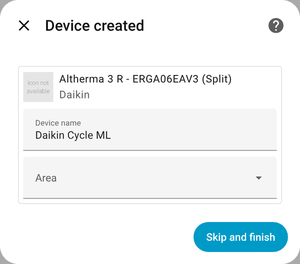 Device created
Icon not
available
Altherma 3 R - ERGA06EAV3 (Split)
Daikin
Device name
Daikin Cycle ML
Area
Skip and finish